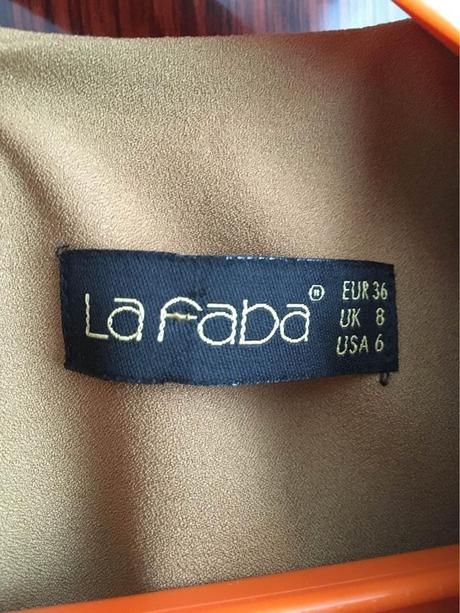 La Faba ®
EUR 36
UK 8
USA 6